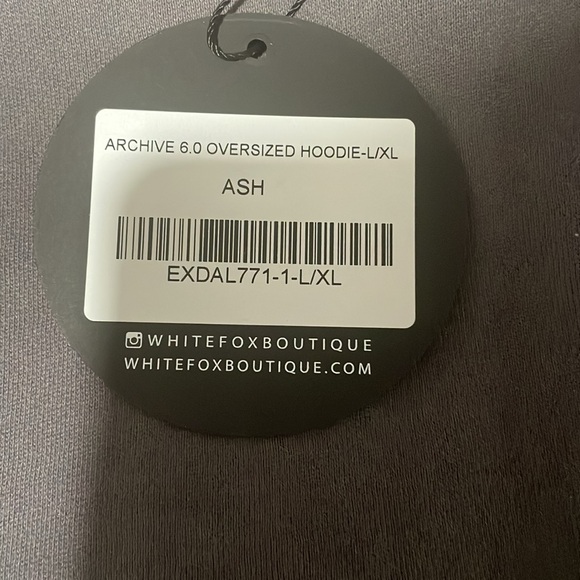 ARCHIVE 6.0 OVERSIZED HOODIE-L/XL
ASH
EXDAL771-1-L/XL
WHITEFOXBOUTIQUE
WHITEFOXBOUTIQUE.COM